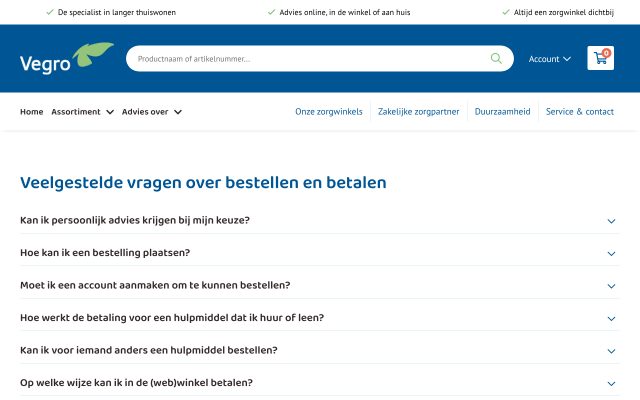 De specialist in langer thuiswonen
Advies online, in de winkel of aan huis
Altijd een zorgwinkel dichtbij
Vegro
Productnaam of artikelnummer...
Account
0
Home
Assortiment
Advies over
Onze zorgwinkels
Zakelijke zorgpartner
Duurzaamheid
Service & contact
Veelgestelde vragen over bestellen en betalen
Kan ik persoonlijk advies krijgen bij mijn keuze?
Hoe kan ik een bestelling plaatsen?
Moet ik een account aanmaken om te kunnen bestellen?
Hoe werkt de betaling voor een hulpmiddel dat ik huur of leen?
Kan ik voor iemand anders een hulpmiddel bestellen?
Op welke wijze kan ik in de (web)winkel betalen?